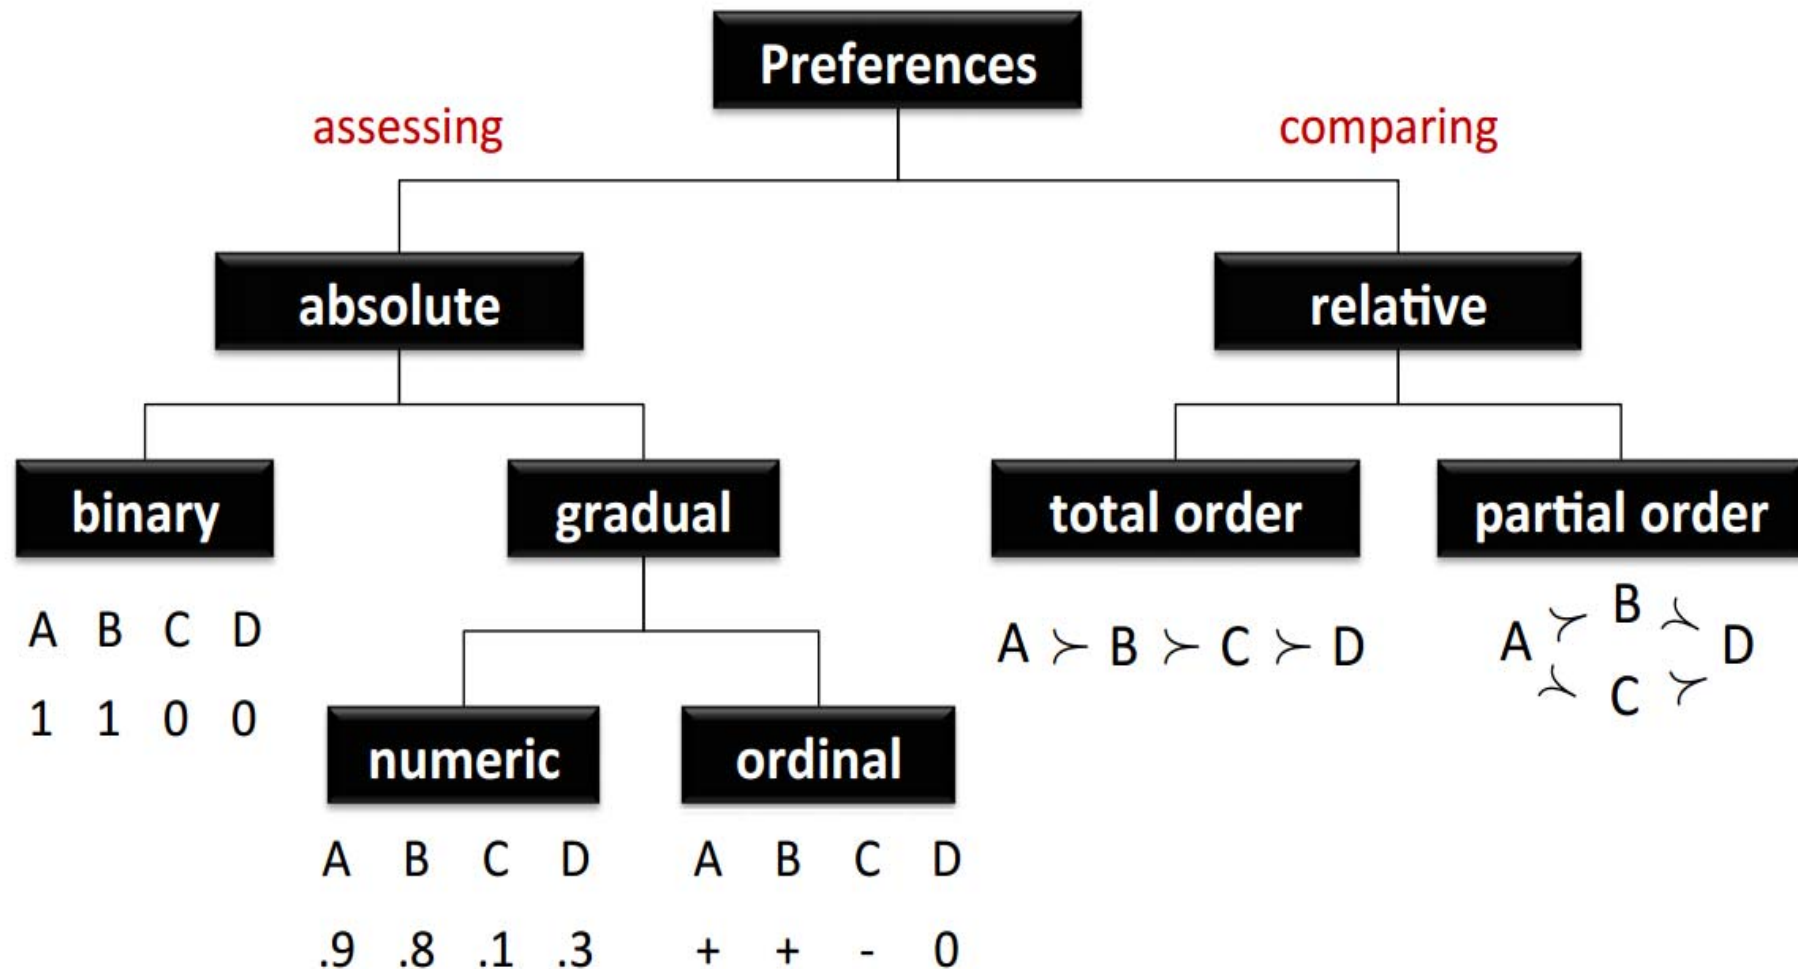 Preferences
assessing
comparing
absolute
relative
binary
gradual
total order
partial order
A B C D
1 1 0 0
A ≻ B ≻ C ≻ D
A ≻ B ≻ D
≻ C ≻
numeric
ordinal
A B C D
.9 .8 .1 .3
A B C D
+ + - 0